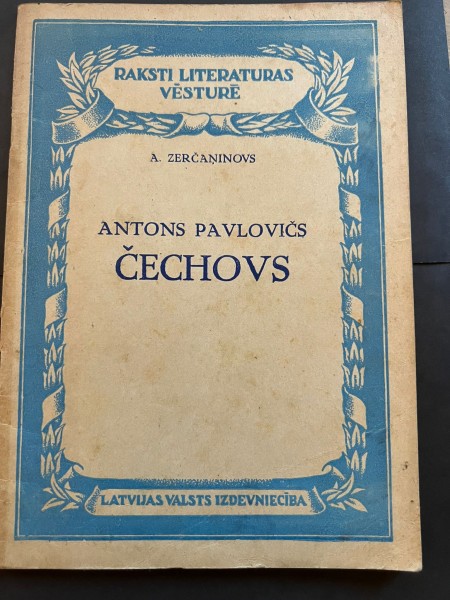 RAKSTI LITERATURAS
VĒSTURĒ
A. ZERČAŅINOVS
ANTONS PAVLOVIČS
ČECHOVS
LATVIJAS VALSTS IZDEVNIECĪBA